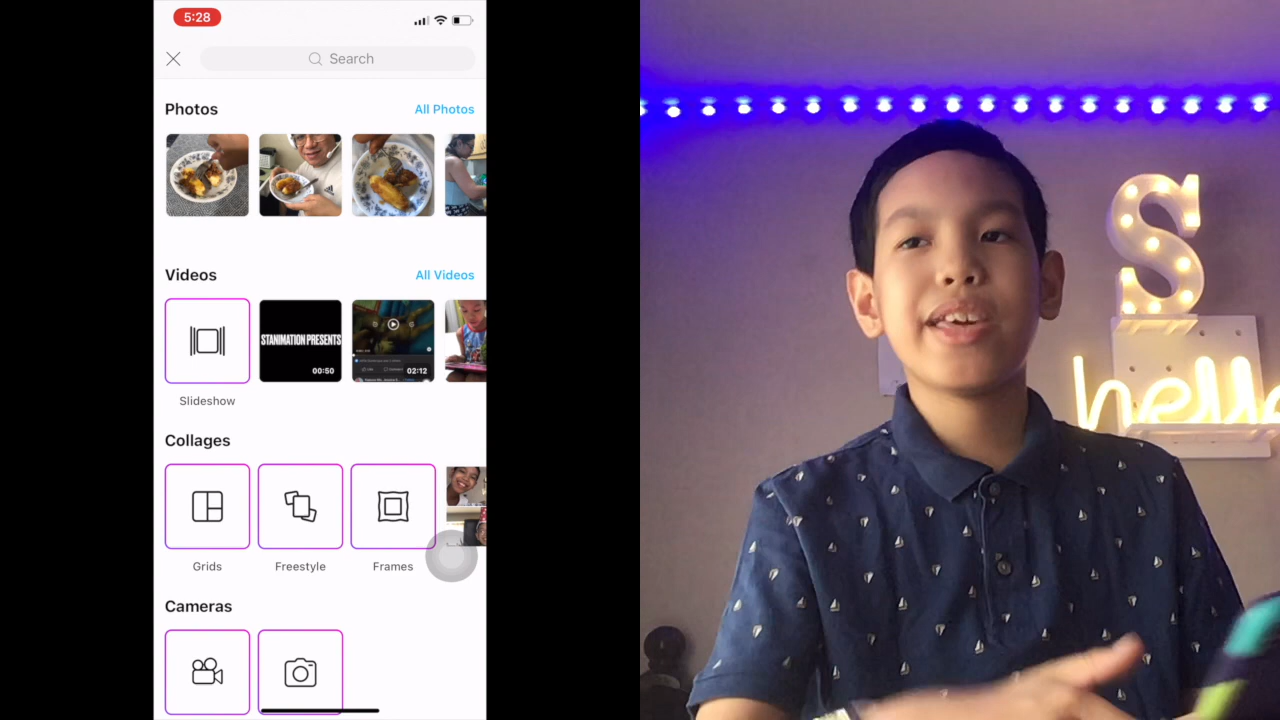 5:28
Search
Photos
All Photos
Videos
All Videos
STANIMATION PRESENTS
00:50
02:12
Slideshow
Collages
Grids
Freestyle
Frames
Cameras
S
hello